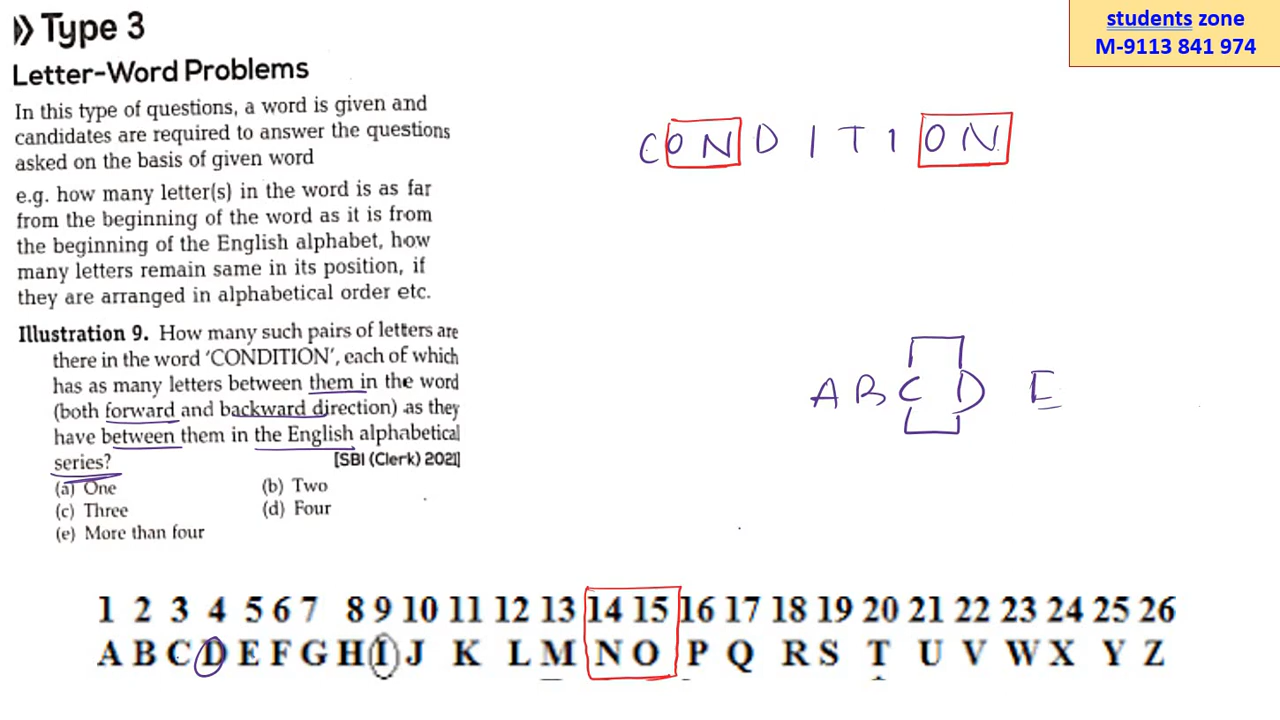 students zone
M-9113 841 974
» Type 3
Letter-Word Problems
In this type of questions, a word is given and
candidates are required to answer the questions
asked on the basis of given word
e.g. how many letter(s) in the word is as far
from the beginning of the word as it is from
the beginning of the English alphabet, how
many letters remain same in its position, if
they are arranged in alphabetical order etc.
Illustration 9. How many such pairs of letters are
there in the word 'CONDITION', each of which
has as many letters between them in the word
(both forward and backward direction) as they
have between them in the English alphabetical
series? [SBI (Clerk) 2021]
(a) One (b) Two
(c) Three (d) Four
(e) More than four
C O N D I T I O N
A B C D E
1 2 3 4 5 6 7 8 9 10 11 12 13 14 15 16 17 18 19 20 21 22 23 24 25 26
A B C D E F G H I J K L M N O P Q R S T U V W X Y Z